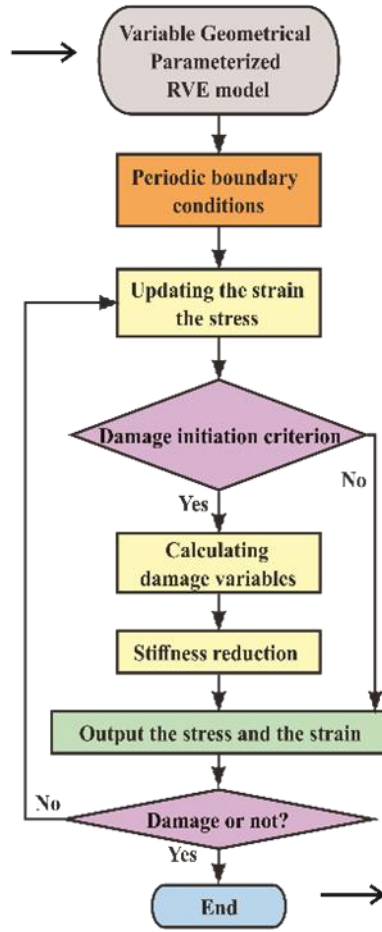 Variable Geometrical
Parameterized
RVE model
Periodic boundary
conditions
Updating the strain
the stress
Damage initiation criterion
No
Yes
Calculating
damage variables
Stiffness reduction
Output the stress and the strain
No
Damage or not?
Yes
End